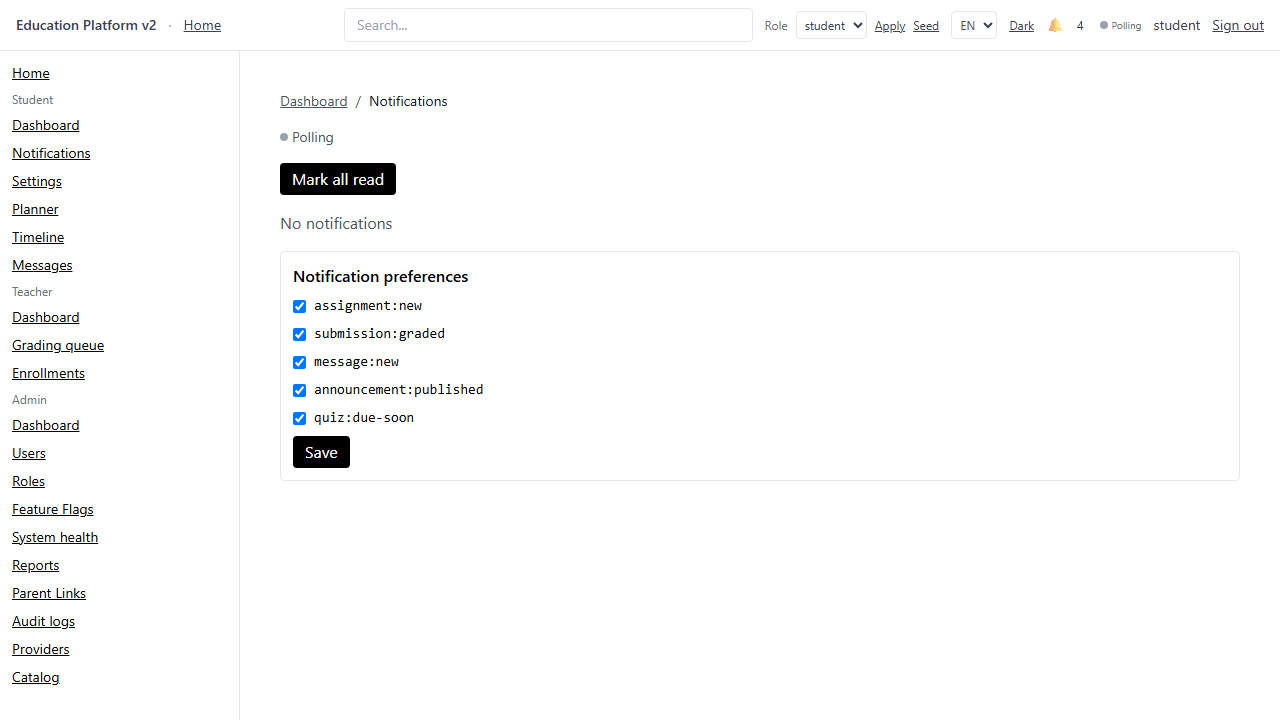 Education Platform v2 · Home Search... Role student Apply Seed EN Dark 🔔 4 Polling student Sign out
Home
Student
Dashboard
Notifications
Settings
Planner
Timeline
Messages
Teacher
Dashboard
Grading queue
Enrollments
Admin
Dashboard
Users
Roles
Feature Flags
System health
Reports
Parent Links
Audit logs
Providers
Catalog
Dashboard / Notifications
Polling
Mark all read
No notifications
Notification preferences
assignment:new
submission:graded
message:new
announcement:published
quiz:due-soon
Save